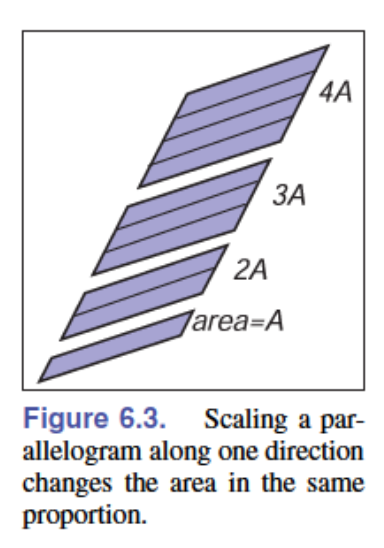 4A
3A
2A
area=A
Figure 6.3. Scaling a par-
allelogram along one direction
changes the area in the same
proportion.